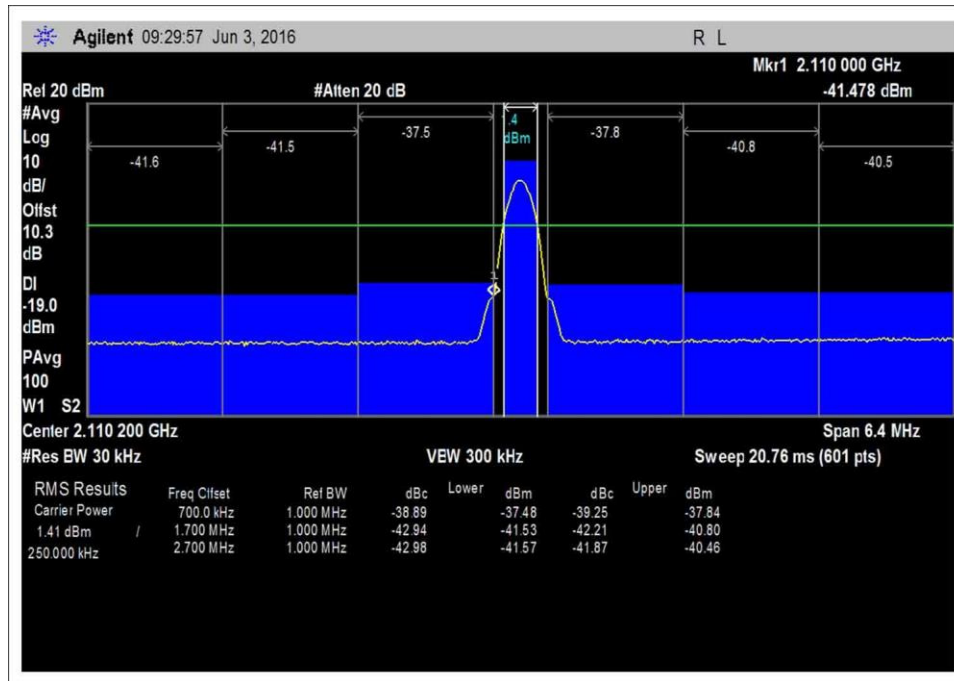 Agilent 09:29:57 Jun 3, 2016 R L
Mkr1 2.110 000 GHz
Ref 20 dBm #Atten 20 dB -41.478 dBm
#Avg
Log
10
dB/
Offst
10.3
dB
DI
-19.0
dBm
PAvg
100
W1 S2
-41.6 -41.5 -37.5 .4 dBm -37.8 -40.8 -40.5
1
Center 2.110 200 GHz Span 6.4 MHz
#Res BW 30 kHz VBW 300 kHz Sweep 20.76 ms (601 pts)
RMS Results Freq Offset Ref BW dBc Lower dBm dBc Upper dBm
Carrier Power 700.0 kHz 1.000 MHz -38.89 -37.48 -39.25 -37.84
1.41 dBm / 1.700 MHz 1.000 MHz -42.94 -41.53 -42.21 -40.80
250.000 kHz 2.700 MHz 1.000 MHz -42.98 -41.57 -41.87 -40.46